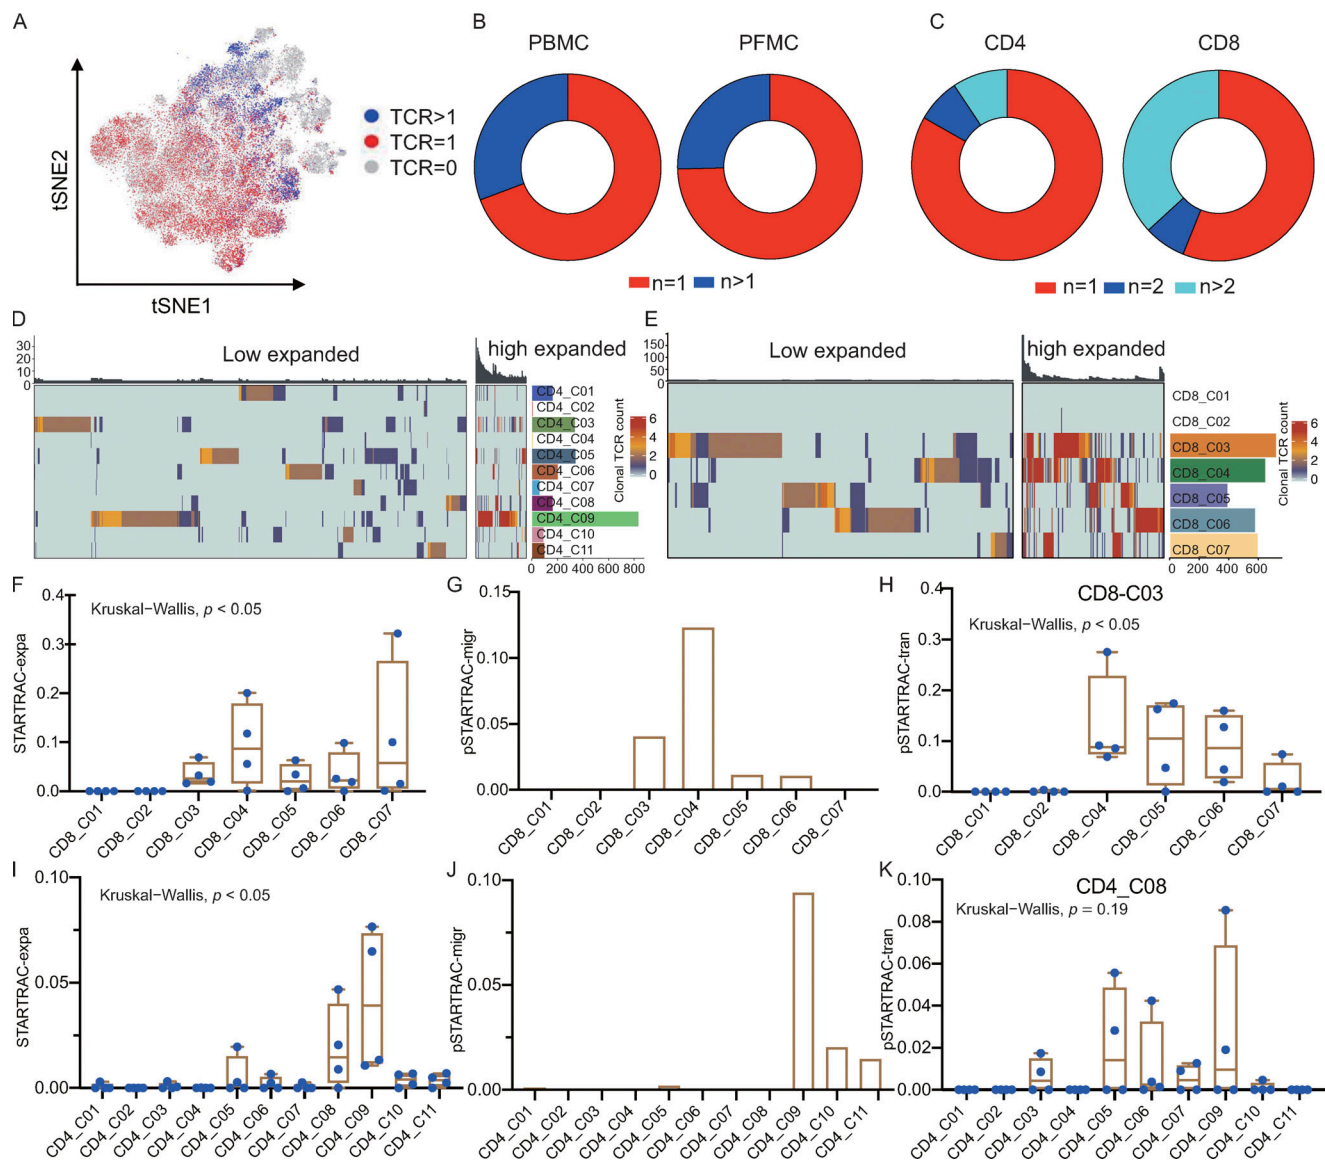 A
tSNE2
tSNE1
TCR>1
TCR=1
TCR=0
B
PBMC
PFMC
n=1 n>1
C
CD4
CD8
n=1 n=2 n>2
D
Low expanded
high expanded
30
20
10
0
CD4_C01
CD4_C02
CD4_C03
CD4_C04
CD4_C05
CD4_C06
CD4_C07
CD4_C08
CD4_C09
CD4_C10
CD4_C11
0 200 400 600 800
Clonal TCR count
6
4
2
0
E
Low expanded
high expanded
150
100
50
0
CD8_C01
CD8_C02
CD8_C03
CD8_C04
CD8_C05
CD8_C06
CD8_C07
0 200 400 600
Clonal TCR count
6
4
2
0
F
Kruskal−Wallis, p < 0.05
STARTRAC-expa
0.4
0.3
0.2
0.1
0.0
CD8_C01
CD8_C02
CD8_C03
CD8_C04
CD8_C05
CD8_C06
CD8_C07
G
pSTARTRAC-migr
0.15
0.10
0.05
0.00
CD8_C01
CD8_C02
CD8_C03
CD8_C04
CD8_C05
CD8_C06
CD8_C07
H
CD8-C03
Kruskal−Wallis, p < 0.05
pSTARTRAC-tran
0.4
0.3
0.2
0.1
0.0
CD8_C01
CD8_C02
CD8_C04
CD8_C05
CD8_C06
CD8_C07
I
Kruskal−Wallis, p < 0.05
STARTRAC-expa
0.10
0.05
0.00
CD4_C01
CD4_C02
CD4_C03
CD4_C04
CD4_C05
CD4_C06
CD4_C07
CD4_C08
CD4_C09
CD4_C10
CD4_C11
J
pSTARTRAC-migr
0.10
0.05
0.00
CD4_C01
CD4_C02
CD4_C03
CD4_C04
CD4_C05
CD4_C06
CD4_C07
CD4_C08
CD4_C09
CD4_C10
CD4_C11
K
CD4_C08
Kruskal−Wallis, p = 0.19
pSTARTRAC-tran
0.10
0.08
0.06
0.04
0.02
0.00
CD4_C01
CD4_C02
CD4_C03
CD4_C04
CD4_C05
CD4_C06
CD4_C07
CD4_C09
CD4_C10
CD4_C11